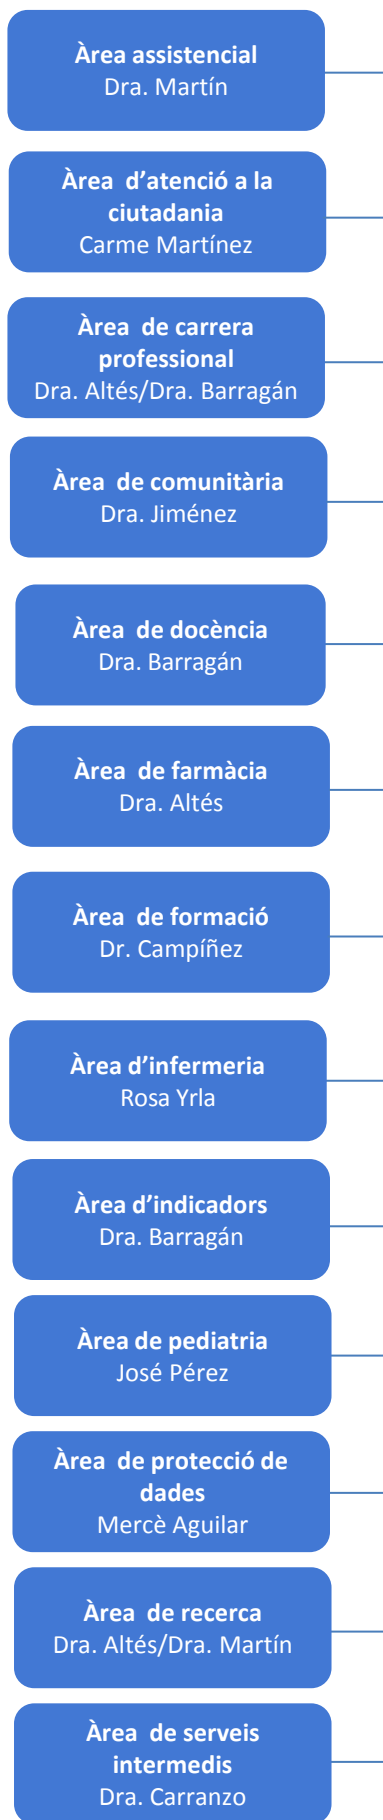 Àrea assistencial
Dra. Martín
Àrea d'atenció a la
ciutadania
Carme Martínez
Àrea de carrera
professional
Dra. Altés/Dra. Barragán
Àrea de comunitària
Dra. Jiménez
Àrea de docència
Dra. Barragán
Àrea de farmàcia
Dra. Altés
Àrea de formació
Dr. Campíñez
Àrea d'infermeria
Rosa Yrla
Àrea d'indicadors
Dra. Barragán
Àrea de pediatria
José Pérez
Àrea de protecció de
dades
Mercè Aguilar
Àrea de recerca
Dra. Altés/Dra. Martín
Àrea de serveis
intermedis
Dra. Carranzo